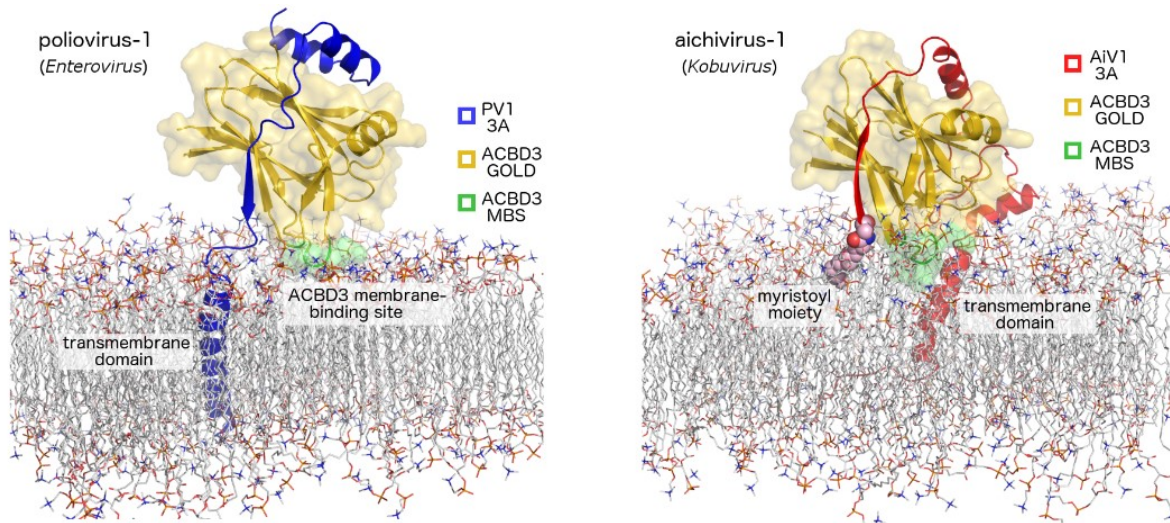 poliovirus-1
(Enterovirus)
PV1
3A
ACBD3
GOLD
ACBD3
MBS
ACBD3 membrane-
binding site
transmembrane
domain
aichivirus-1
(Kobuvirus)
AiV1
3A
ACBD3
GOLD
ACBD3
MBS
myristoyl
moiety
transmembrane
domain